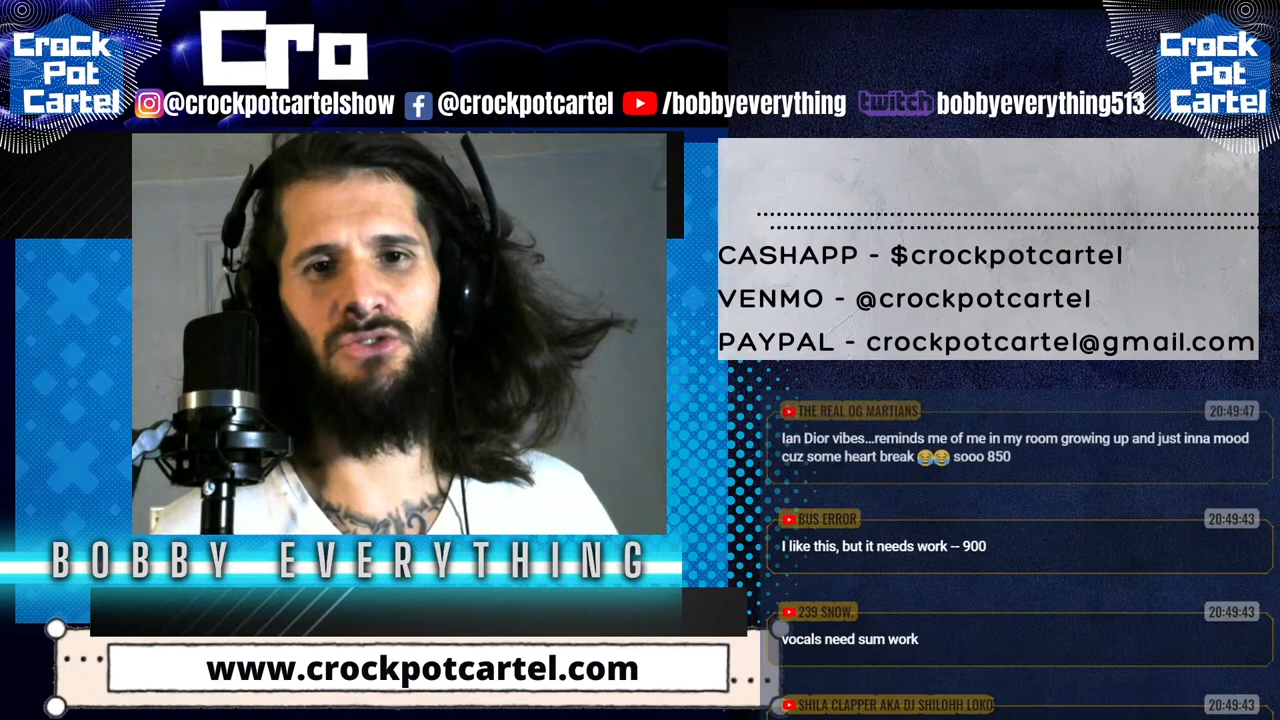 Crock
Pot
Cartel
Cro
@crockpotcartelshow @crockpotcartel /bobbyeverything twitch bobbyeverything513
Crock
Pot
Cartel
CASHAPP - $crockpotcartel
VENMO - @crockpotcartel
PAYPAL - crockpotcartel@gmail.com
THE REAL OG MARTIANS 20:49:47
Ian Dior vibes...reminds me of me in my room growing up and just inna mood
cuz some heart break 😂😂 sooo 850
BUS ERROR 20:49:43
I like this, but it needs work -- 900
239 SNOW. 20:49:43
vocals need sum work
SHILA CLAPPER AKA DJ SHILOHH LOKO 20:49:43
BOBBY EVERYTHING
www.crockpotcartel.com